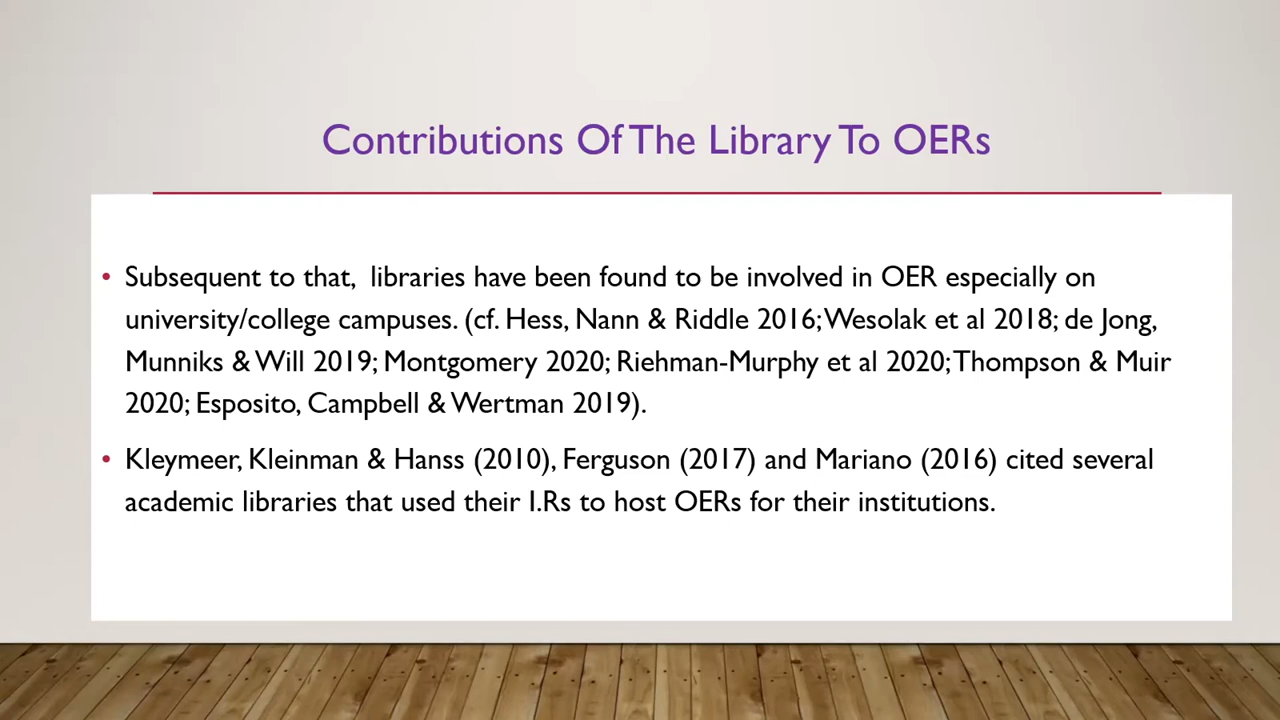 Contributions Of The Library To OERs
• Subsequent to that,  libraries have been found to be involved in OER especially on
university/college campuses. (cf. Hess, Nann & Riddle 2016; Wesolak et al 2018; de Jong,
Munniks & Will 2019; Montgomery 2020; Riehman-Murphy et al 2020; Thompson & Muir
2020; Esposito, Campbell & Wertman 2019).
• Kleymeer, Kleinman & Hanss (2010), Ferguson (2017) and Mariano (2016) cited several
academic libraries that used their I.Rs to host OERs for their institutions.